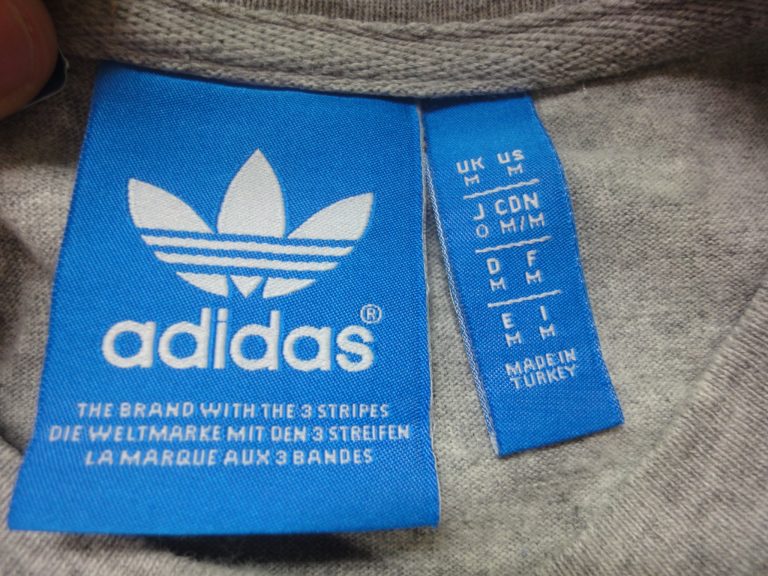 adidas®
THE BRAND WITH THE 3 STRIPES
DIE WELTMARKE MIT DEN 3 STREIFEN
LA MARQUE AUX 3 BANDES
UK US
M M
J CDN
O M/M
D F
M M
E I
M M
MADE IN
TURKEY